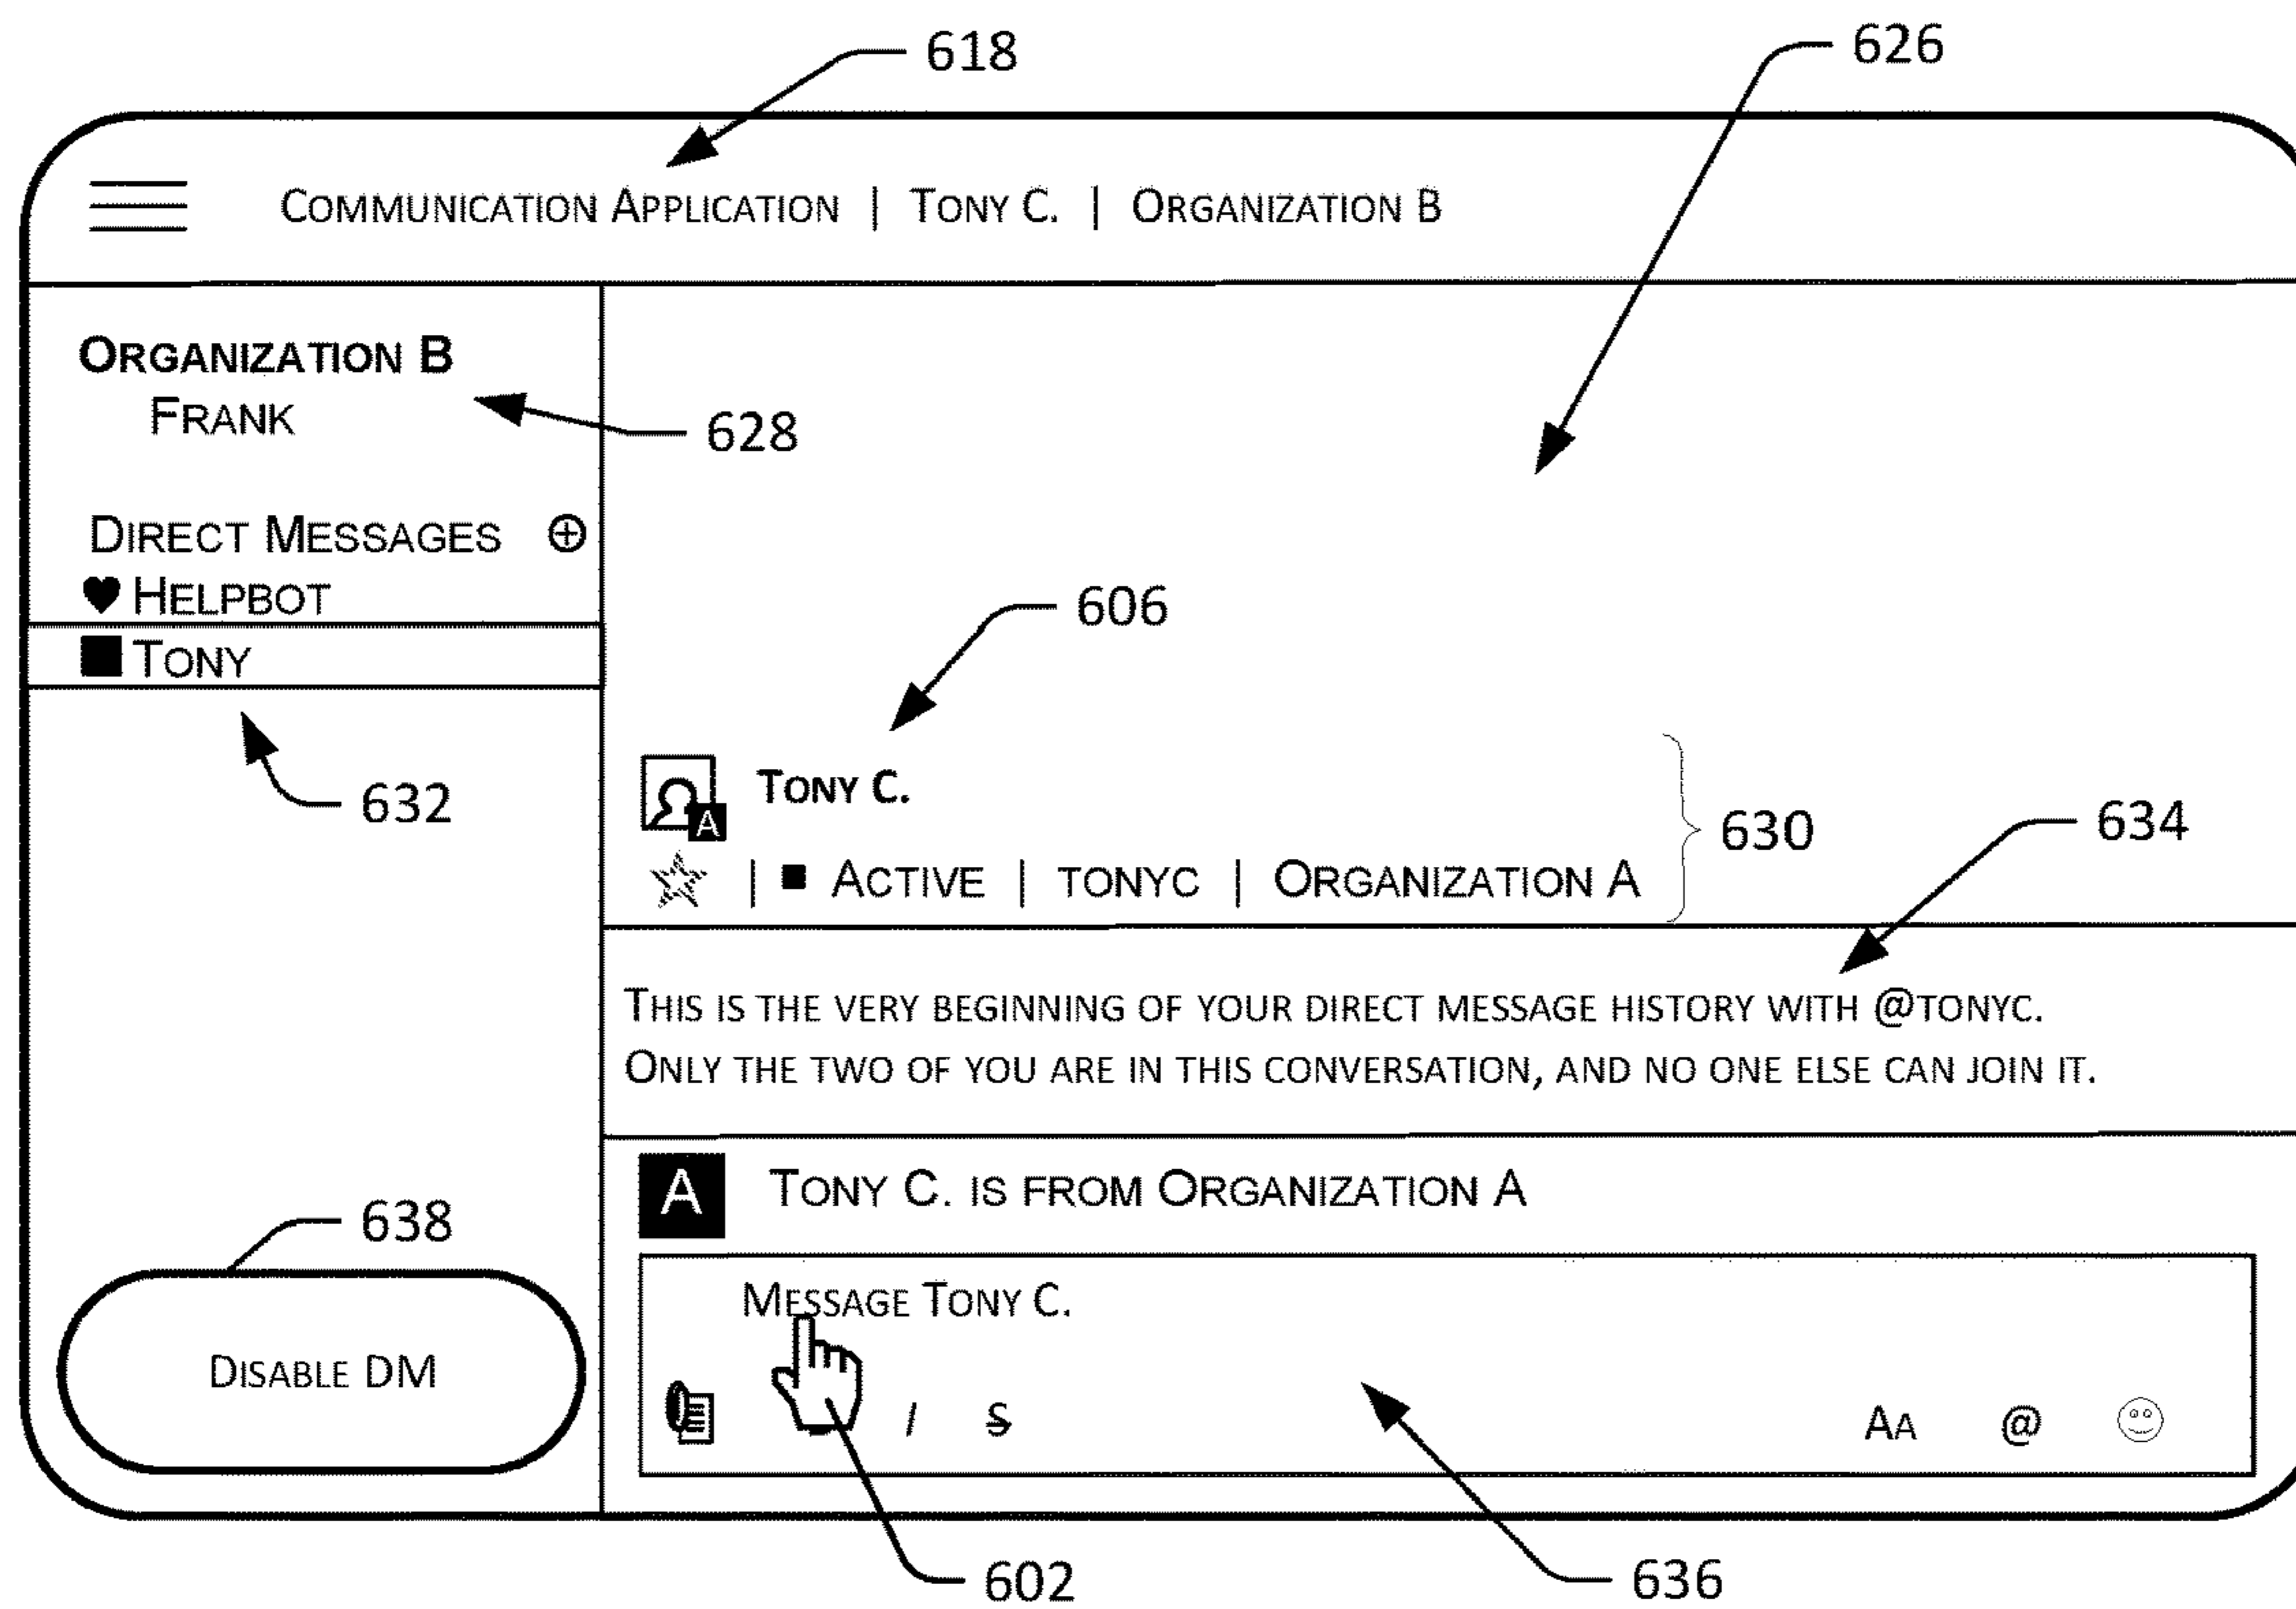 618
626
Communication Application | Tony C. | Organization B
Organization B
Frank
628
Direct Messages ⊕
♥ Helpbot
■ Tony
632
606
Tony C.
A
630
| ■ Active | tonyc | Organization A
634
This is the very beginning of your direct message history with @tonyc.
Only the two of you are in this conversation, and no one else can join it.
A Tony C. is from Organization A
638
Disable DM
Message Tony C.
I S Aa @
602
636